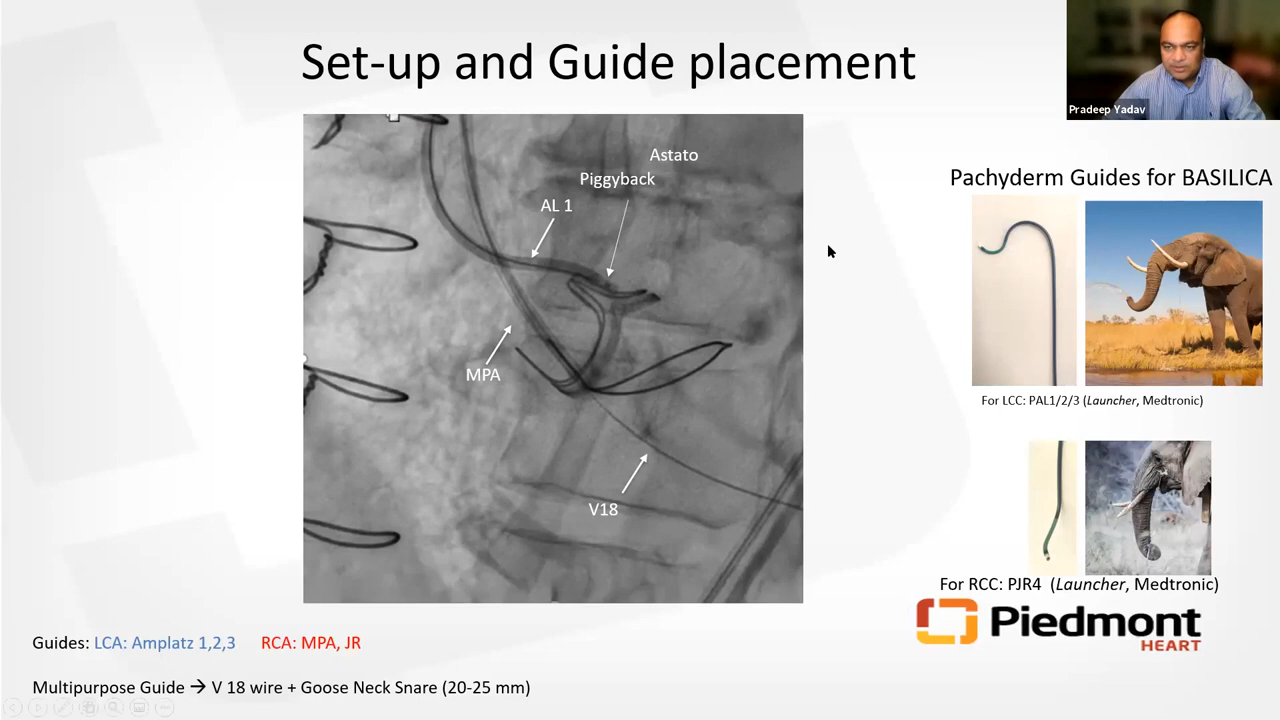 Set-up and Guide placement
Pradeep Yadav
Astato
Piggyback
AL 1
MPA
V18
Pachyderm Guides for BASILICA
For LCC: PAL1/2/3 (Launcher, Medtronic)
For RCC: PJR4 (Launcher, Medtronic)
Piedmont
HEART
Guides: LCA: Amplatz 1,2,3 RCA: MPA, JR
Multipurpose Guide → V 18 wire + Goose Neck Snare (20-25 mm)